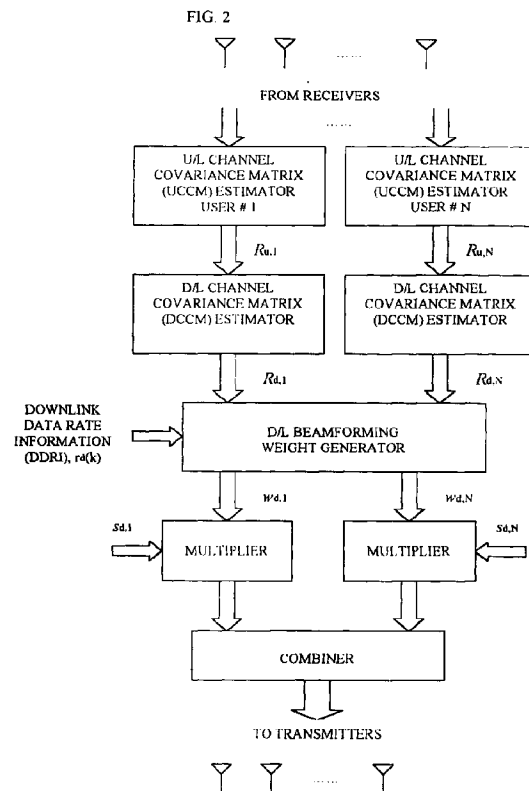 FIG. 2
......
FROM RECEIVERS
......
U/L CHANNEL
COVARIANCE MATRIX
(UCCM) ESTIMATOR
USER # 1
U/L CHANNEL
COVARIANCE MATRIX
(UCCM) ESTIMATOR
USER # N
Ru,1
Ru,N
D/L CHANNEL
COVARIANCE MATRIX
(DCCM) ESTIMATOR
D/L CHANNEL
COVARIANCE MATRIX
(DCCM) ESTIMATOR
Rd,1
Rd,N
DOWNLINK
DATA RATE
INFORMATION
(DDRI), rd(k)
D/L BEAMFORMING
WEIGHT GENERATOR
wd,1
wd,N
sd,1
sd,N
MULTIPLIER
MULTIPLIER
COMBINER
TO TRANSMITTERS
......